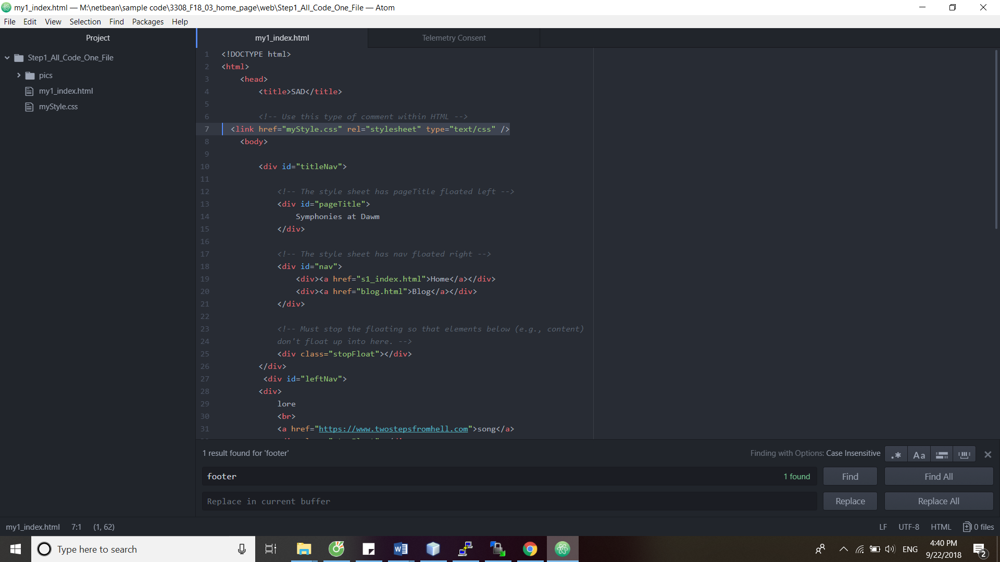 my1_index.html — M:\netbean\sample code\3308_F18_03_home_page\web\Step1_All_Code_One_File — Atom
File Edit View Selection Find Packages Help
Project
my1_index.html
Telemetry Consent
Step1_All_Code_One_File
pics
my1_index.html
myStyle.css
1 <!DOCTYPE html>
2 <html>
3 <head>
4 <title>SAD</title>
5
6 <!-- Use this type of comment within HTML -->
7 <link href="myStyle.css" rel="stylesheet" type="text/css" />
8 <body>
9
10 <div id="titleNav">
11
12 <!-- The style sheet has pageTitle floated left -->
13 <div id="pageTitle">
14 Symphonies at Dawm
15 </div>
16
17 <!-- The style sheet has nav floated right -->
18 <div id="nav">
19 <div><a href="s1_index.html">Home</a></div>
20 <div><a href="blog.html">Blog</a></div>
21 </div>
22
23 <!-- Must stop the floating so that elements below (e.g., content)
24 don't float up into here. -->
25 <div class="stopFloat"></div>
26 </div>
27 <div id="leftNav">
28 <div>
29 lore
30 <br>
31 <a href="https://www.twostepsfromhell.com">song</a>
1 result found for 'footer'
Finding with Options: Case Insensitive
.* Aa
footer
1 found
Find
Find All
Replace in current buffer
Replace
Replace All
my1_index.html 7:1 (1, 62)
LF UTF-8 HTML 0 files
Type here to search
ENG
4:40 PM
9/22/2018
2